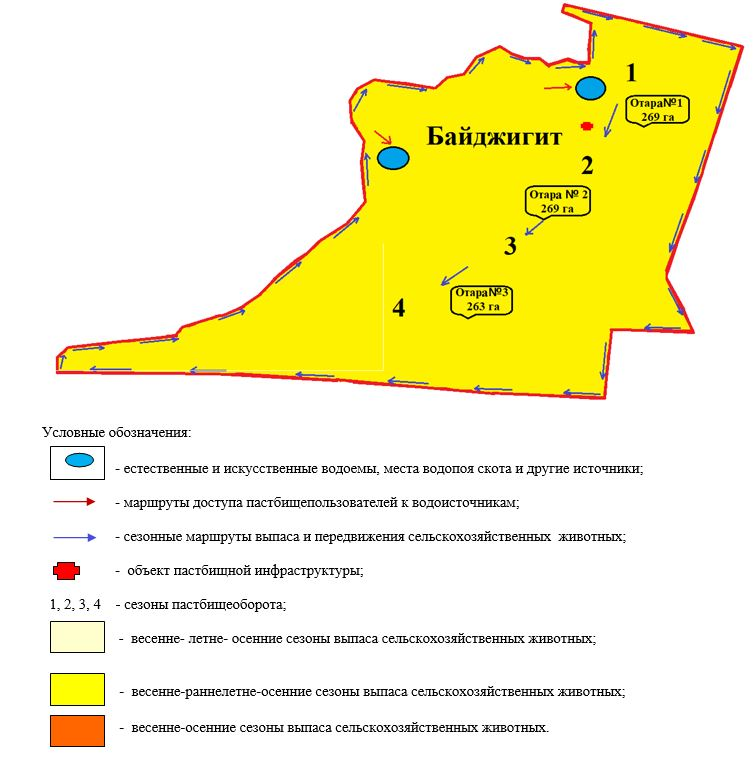 1
Отара№1
269 га
Байджигит
2
Отара № 2
269 га
3
Отара№3
263 га
4
Условные обозначения:
- естественные и искусственные водоемы, места водопоя скота и другие источники;
- маршруты доступа пастбищепользователей к водоисточникам;
- сезонные маршруты выпаса и передвижения сельскохозяйственных животных;
- объект пастбищной инфраструктуры;
1, 2, 3, 4 - сезоны пастбищеоборота;
- весенне- летне- осенние сезоны выпаса сельскохозяйственных животных;
- весенне-раннелетне-осенние сезоны выпаса сельскохозяйственных животных;
- весенне-осенние сезоны выпаса сельскохозяйственных животных.